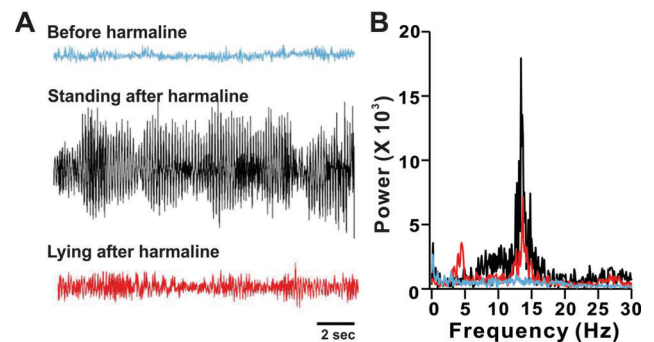 A
Before harmaline
Standing after harmaline
Lying after harmaline
2 sec
B
Power (X 10³)
20
15
10
5
0
0 5 10 15 20 25 30
Frequency (Hz)